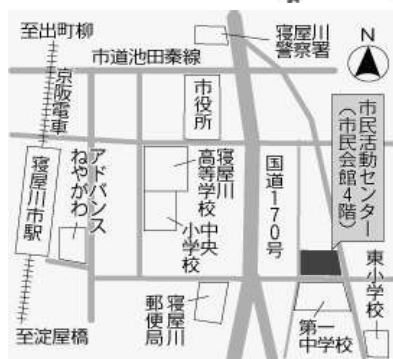 至出町柳
寝屋川
警察署
N
市道池田秦線
京阪電車
市役所
市民活動センター
(市民会館4階)
アドバンス
ねやがわ
寝屋川
高等学校
国道170号
寝屋川市駅
中央
小学校
東小学校
寝屋川
郵便局
第一
中学校
至淀屋橋